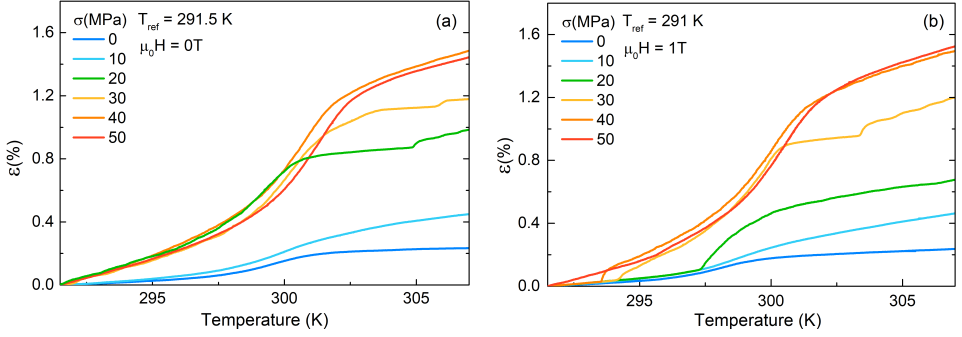 σ(MPa) T_ref = 291.5 K (a)
0 μ₀H = 0T
10
20
30
40
50
1.6
1.2
0.8
0.4
0.0
ε(%)
295 300 305
Temperature (K)
σ(MPa) T_ref = 291 K (b)
0 μ₀H = 1T
10
20
30
40
50
1.6
1.2
0.8
0.4
0.0
ε(%)
295 300 305
Temperature (K)